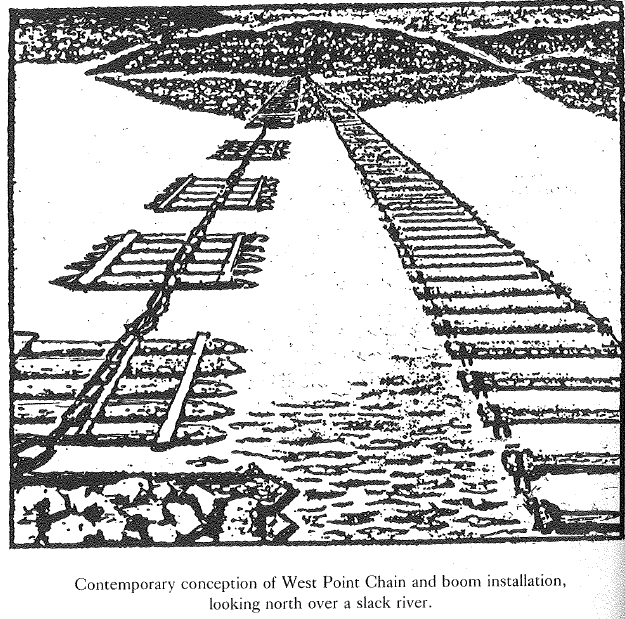 Contemporary conception of West Point Chain and boom installation,
looking north over a slack river.